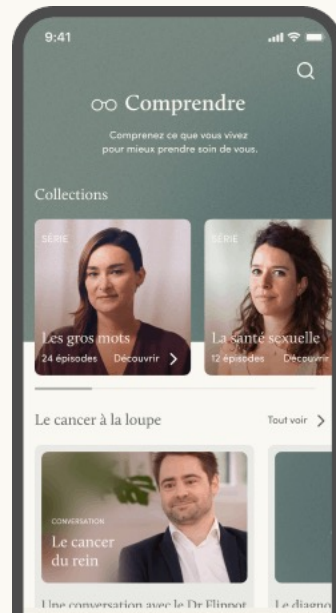 9:41
Comprendre
Comprenez ce que vous vivez
pour mieux prendre soin de vous.
Collections
SÉRIE
Les gros mots
24 épisodes Découvrir
SÉRIE
La santé sexuelle
12 épisodes Découvrir
Le cancer à la loupe
Tout voir
CONVERSATION
Le cancer
du rein
Une conversation avec le Dr Flippot
Le diagno